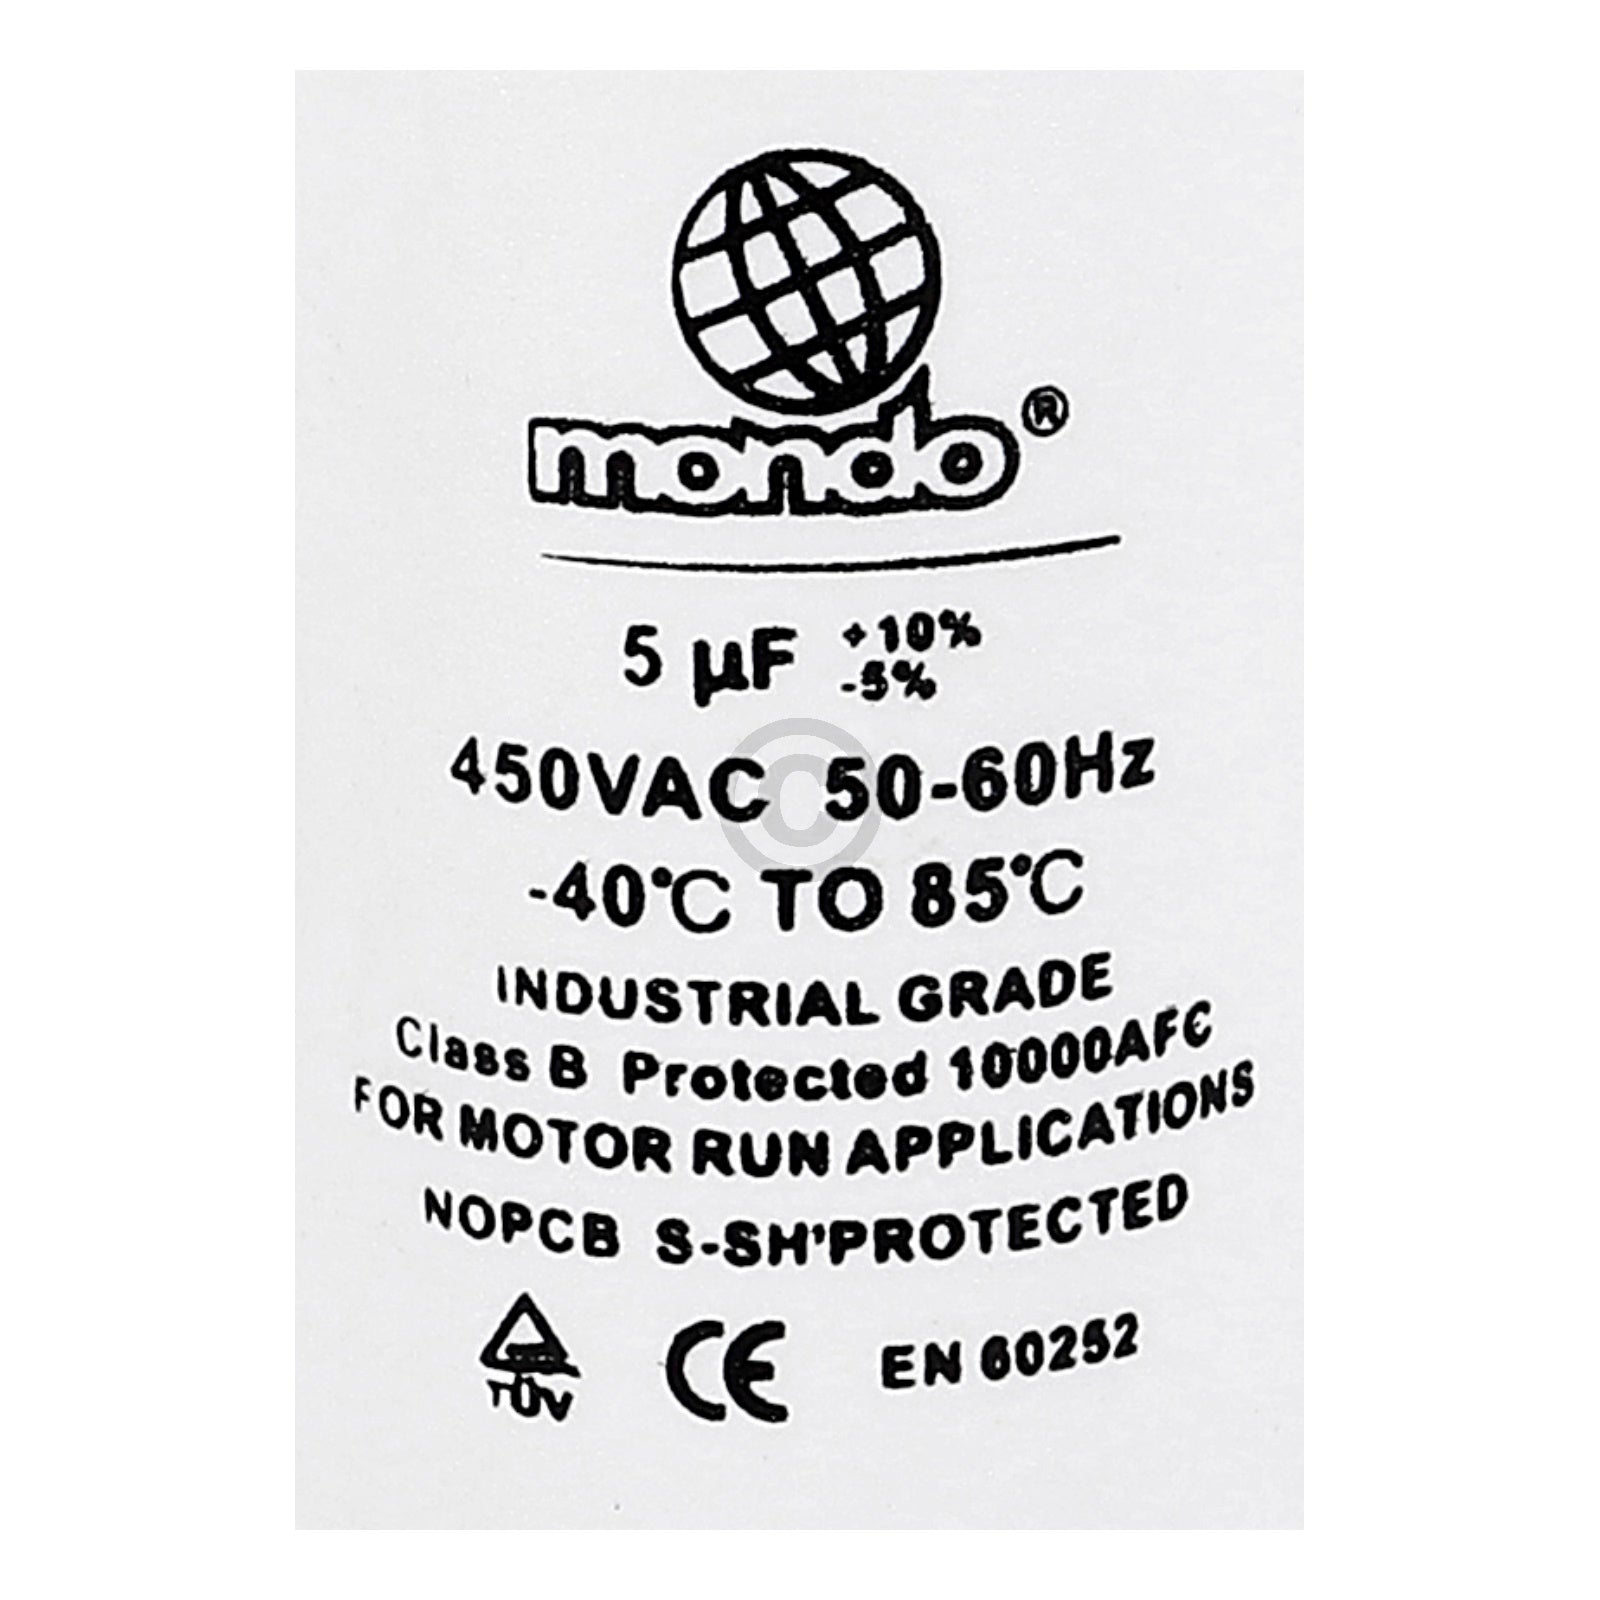 mondo®
5 µF +10% -5%
450VAC 50-60Hz
-40℃ TO 85℃
INDUSTRIAL GRADE
Class B Protected 10000AFC
FOR MOTOR RUN APPLICATIONS
NOPCB S-SH'PROTECTED
TÜV CE EN 60252